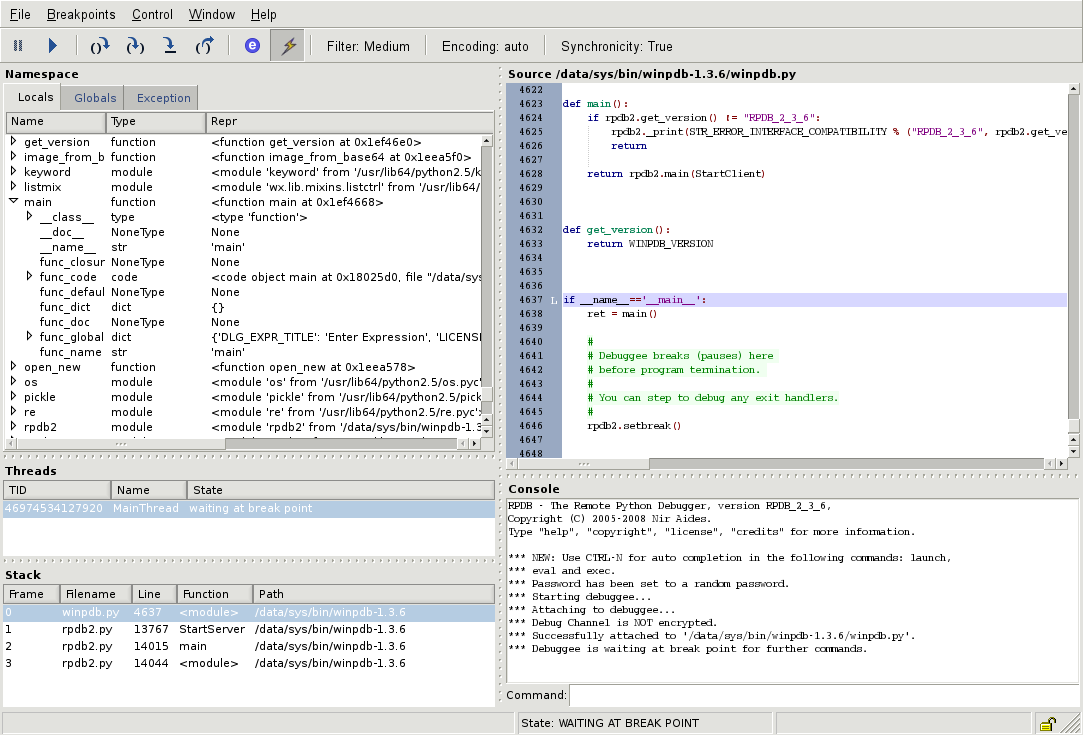 File Breakpoints Control Window Help
Filter: Medium Encoding: auto Synchronicity: True
Namespace
Locals Globals Exception
Name Type Repr
get_version function <function get_version at 0x1ef46e0>
image_from_b function <function image_from_base64 at 0x1eea5f0>
keyword module <module 'keyword' from '/usr/lib64/python2.5/k
listmix module <module 'wx.lib.mixins.listctrl' from '/usr/lib64/
main function <function main at 0x1ef4668>
__class__ type <type 'function'>
__doc__ NoneType None
__name__ str 'main'
func_closur NoneType None
func_code code <code object main at 0x18025d0, file "/data/sys
func_defaul NoneType None
func_dict dict {}
func_doc NoneType None
func_global dict {'DLG_EXPR_TITLE': 'Enter Expression', 'LICENSE
func_name str 'main'
open_new function <function open_new at 0x1eea578>
os module <module 'os' from '/usr/lib64/python2.5/os.pyc'
pickle module <module 'pickle' from '/usr/lib64/python2.5/pick
re module <module 're' from '/usr/lib64/python2.5/re.pyc'>
rpdb2 module <module 'rpdb2' from '/data/sys/bin/winpdb-1.
Threads
TID Name State
46974534127920 MainThread waiting at break point
Stack
Frame Filename Line Function Path
0 winpdb.py 4637 <module> /data/sys/bin/winpdb-1.3.6
1 rpdb2.py 13767 StartServer /data/sys/bin/winpdb-1.3.6
2 rpdb2.py 14015 main /data/sys/bin/winpdb-1.3.6
3 rpdb2.py 14044 <module> /data/sys/bin/winpdb-1.3.6
Source /data/sys/bin/winpdb-1.3.6/winpdb.py
4622
4623 def main():
4624 if rpdb2.get_version() != "RPDB_2_3_6":
4625 rpdb2._print(STR_ERROR_INTERFACE_COMPATIBILITY % ("RPDB_2_3_6", rpdb2.get_ve
4626 return
4627
4628 return rpdb2.main(StartClient)
4629
4630
4631
4632 def get_version():
4633 return WINPDB_VERSION
4634
4635
4636
4637 L if __name__=='__main__':
4638 ret = main()
4639
4640 #
4641 # Debuggee breaks (pauses) here
4642 # before program termination.
4643 #
4644 # You can step to debug any exit handlers.
4645 #
4646 rpdb2.setbreak()
4647
4648
Console
RPDB - The Remote Python Debugger, version RPDB_2_3_6,
Copyright (C) 2005-2008 Nir Aides.
Type "help", "copyright", "license", "credits" for more information.
*** NEW: Use CTRL-N for auto completion in the following commands: launch,
*** eval and exec.
*** Password has been set to a random password.
*** Starting debuggee...
*** Attaching to debuggee...
*** Debug Channel is NOT encrypted.
*** Successfully attached to '/data/sys/bin/winpdb-1.3.6/winpdb.py'.
*** Debuggee is waiting at break point for further commands.
Command:
State: WAITING AT BREAK POINT